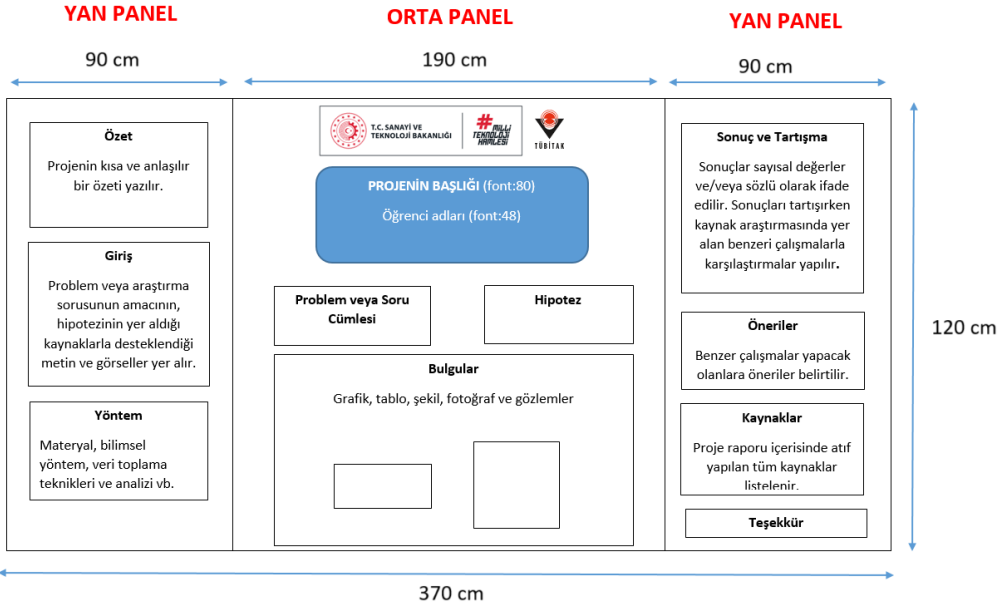 YAN PANEL
ORTA PANEL
YAN PANEL
90 cm
190 cm
90 cm
Özet
Projenin kısa ve anlaşılır
bir özeti yazılır.
Giriş
Problem veya araştırma
sorusunun amacının,
hipotezinin yer aldığı
kaynaklarla desteklendiği
metin ve görseller yer alır.
Yöntem
Materyal, bilimsel
yöntem, veri toplama
teknikleri ve analizi vb.
T.C. SANAYİ VE
TEKNOLOJİ BAKANLIĞI
#MİLLİ
TEKNOLOJİ
HAMLESİ
TÜBİTAK
PROJENİN BAŞLIĞI (font:80)
Öğrenci adları (font:48)
Problem veya Soru
Cümlesi
Hipotez
Bulgular
Grafik, tablo, şekil, fotoğraf ve gözlemler
Sonuç ve Tartışma
Sonuçlar sayısal değerler
ve/veya sözlü olarak ifade
edilir. Sonuçları tartışırken
kaynak araştırmasında yer
alan benzeri çalışmalarla
karşılaştırmalar yapılır.
Öneriler
Benzer çalışmalar yapacak
olanlara öneriler belirtilir.
Kaynaklar
Proje raporu içerisinde atıf
yapılan tüm kaynaklar
listelenir.
Teşekkür
120 cm
370 cm